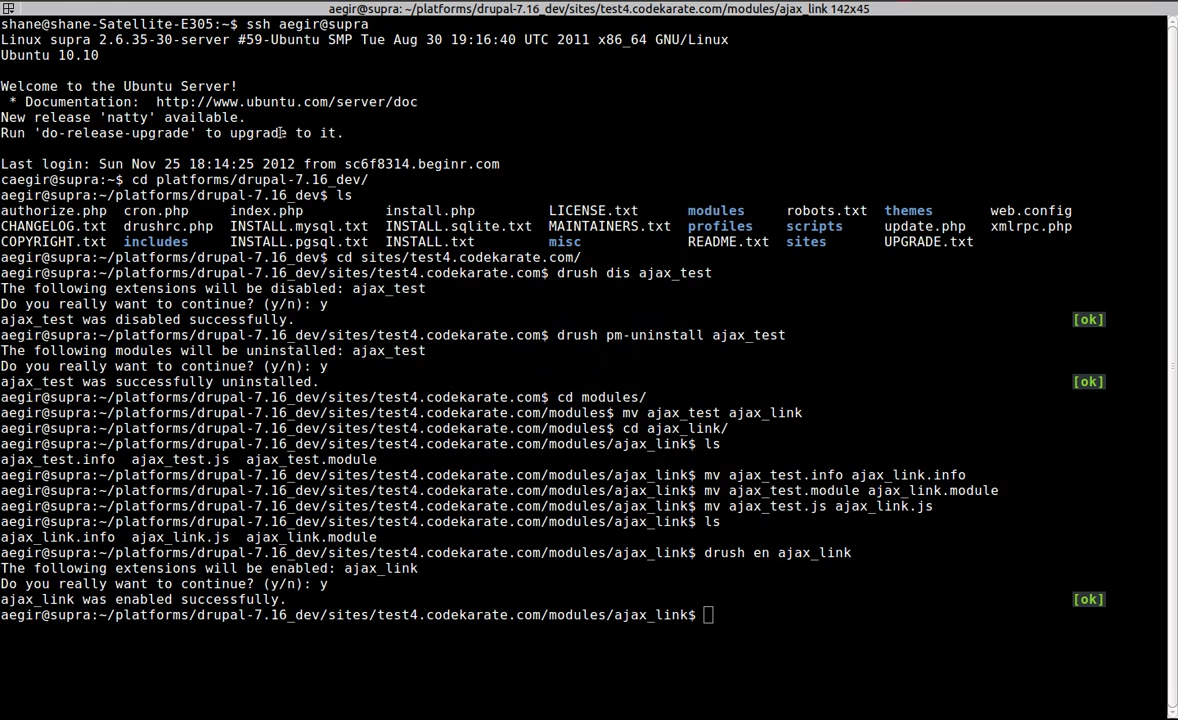 aegir@supra: ~/platforms/drupal-7.16_dev/sites/test4.codekarate.com/modules/ajax_link 142x45
shane@shane-Satellite-E305:~$ ssh aegir@supra
Linux supra 2.6.35-30-server #59-Ubuntu SMP Tue Aug 30 19:16:40 UTC 2011 x86_64 GNU/Linux
Ubuntu 10.10
Welcome to the Ubuntu Server!
* Documentation:  http://www.ubuntu.com/server/doc
New release 'natty' available.
Run 'do-release-upgrade' to upgrade to it.
Last login: Sun Nov 25 18:14:25 2012 from sc6f8314.beginr.com
caegir@supra:~$ cd platforms/drupal-7.16_dev/
aegir@supra:~/platforms/drupal-7.16_dev$ ls
authorize.php  cron.php     index.php          install.php         LICENSE.txt      modules   robots.txt  themes      web.config
CHANGELOG.txt  drushrc.php  INSTALL.mysql.txt  INSTALL.sqlite.txt  MAINTAINERS.txt  profiles  scripts     update.php  xmlrpc.php
COPYRIGHT.txt  includes     INSTALL.pgsql.txt  INSTALL.txt         misc             README.txt  sites     UPGRADE.txt
aegir@supra:~/platforms/drupal-7.16_dev$ cd sites/test4.codekarate.com/
aegir@supra:~/platforms/drupal-7.16_dev/sites/test4.codekarate.com$ drush dis ajax_test
The following extensions will be disabled: ajax_test
Do you really want to continue? (y/n): y
ajax_test was disabled successfully. [ok]
aegir@supra:~/platforms/drupal-7.16_dev/sites/test4.codekarate.com$ drush pm-uninstall ajax_test
The following modules will be uninstalled: ajax_test
Do you really want to continue? (y/n): y
ajax_test was successfully uninstalled. [ok]
aegir@supra:~/platforms/drupal-7.16_dev/sites/test4.codekarate.com$ cd modules/
aegir@supra:~/platforms/drupal-7.16_dev/sites/test4.codekarate.com/modules$ mv ajax_test ajax_link
aegir@supra:~/platforms/drupal-7.16_dev/sites/test4.codekarate.com/modules$ cd ajax_link/
aegir@supra:~/platforms/drupal-7.16_dev/sites/test4.codekarate.com/modules/ajax_link$ ls
ajax_test.info  ajax_test.js  ajax_test.module
aegir@supra:~/platforms/drupal-7.16_dev/sites/test4.codekarate.com/modules/ajax_link$ mv ajax_test.info ajax_link.info
aegir@supra:~/platforms/drupal-7.16_dev/sites/test4.codekarate.com/modules/ajax_link$ mv ajax_test.module ajax_link.module
aegir@supra:~/platforms/drupal-7.16_dev/sites/test4.codekarate.com/modules/ajax_link$ mv ajax_test.js ajax_link.js
aegir@supra:~/platforms/drupal-7.16_dev/sites/test4.codekarate.com/modules/ajax_link$ ls
ajax_link.info  ajax_link.js  ajax_link.module
aegir@supra:~/platforms/drupal-7.16_dev/sites/test4.codekarate.com/modules/ajax_link$ drush en ajax_link
The following extensions will be enabled: ajax_link
Do you really want to continue? (y/n): y
ajax_link was enabled successfully. [ok]
aegir@supra:~/platforms/drupal-7.16_dev/sites/test4.codekarate.com/modules/ajax_link$